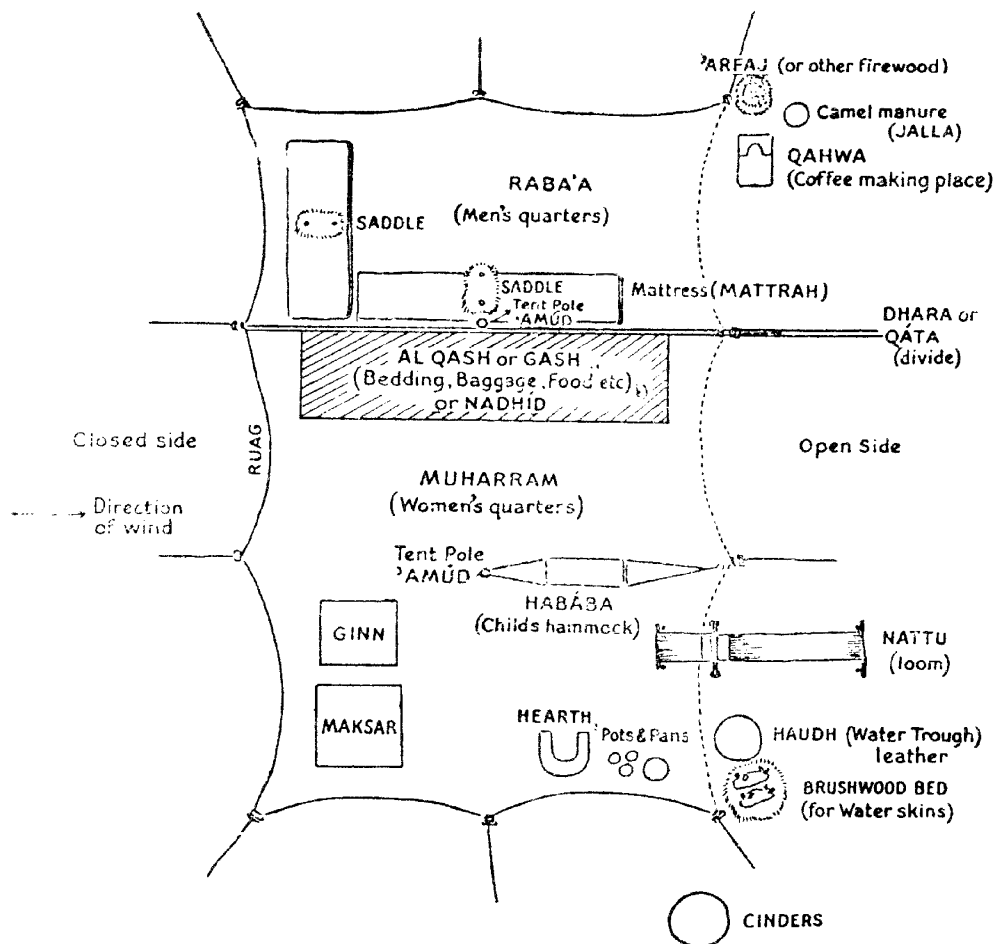 'ARFAJ (or other firewood)
Camel manure
(JALLA)
QAHWA
(Coffee making place)
RABA'A
(Men's quarters)
SADDLE
SADDLE
Tent Pole
'AMŪD
Mattress (MATTRAH)
DHARA or
QÁTA
(divide)
AL QASH or GASH
(Bedding, Baggage, Food etc)
or NADHÍD
Closed side
RUAG
Open Side
MUHARRAM
(Women's quarters)
Direction
of wind
Tent Pole
'AMŪD
HABÁBA
(Childs hammock)
GINN
NATTU
(loom)
MAKSAR
HEARTH
Pots & Pans
HAUDH (Water Trough)
leather
BRUSHWOOD BED
(for Water skins)
CINDERS